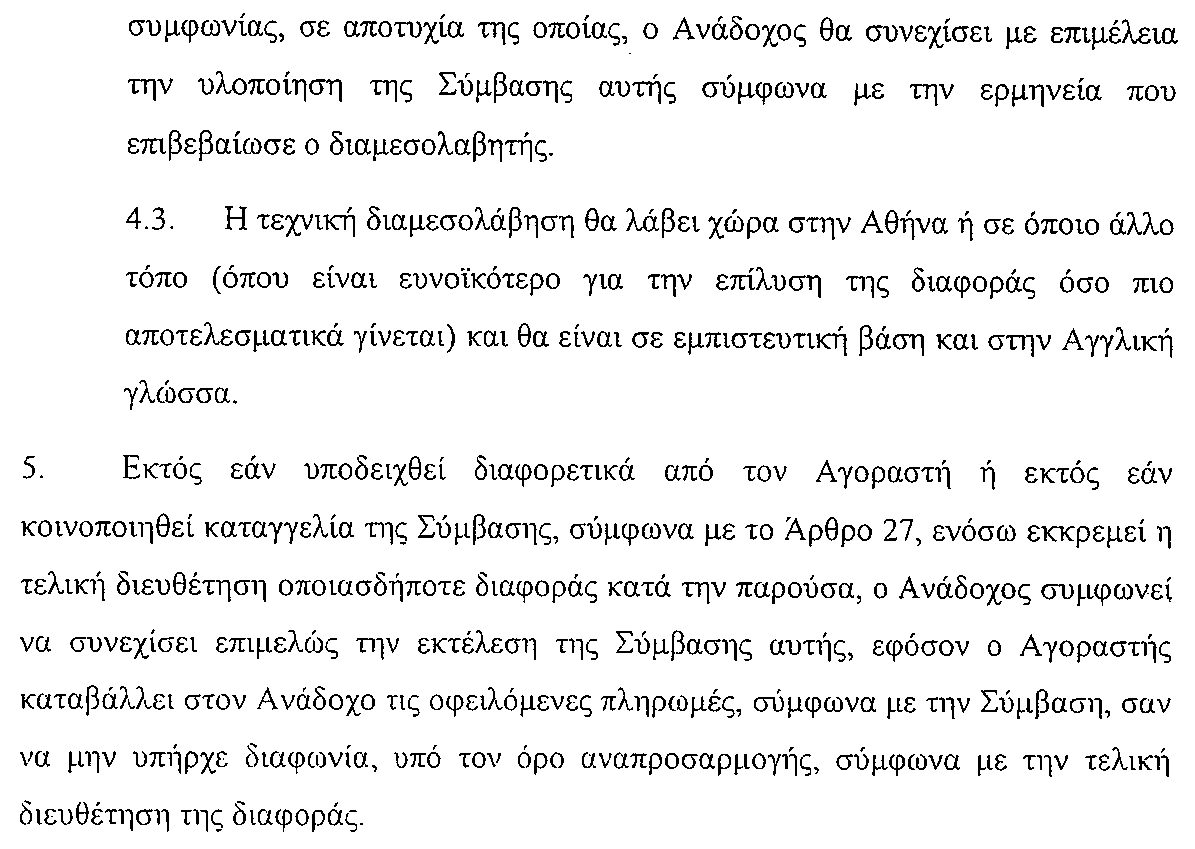 συμφωνίας, σε αποτυχία της οποίας, ο Ανάδοχος θα συνεχίσει με επιμέλεια
την υλοποίηση της Σύμβασης αυτής σύμφωνα με την ερμηνεία που
επιβεβαίωσε ο διαμεσολαβητής.
4.3. Η τεχνική διαμεσολάβηση θα λάβει χώρα στην Αθήνα ή σε όποιο άλλο
τόπο (όπου είναι ευνοϊκότερο για την επίλυση της διαφοράς όσο πιο
αποτελεσματικά γίνεται) και θα είναι σε εμπιστευτική βάση και στην Αγγλική
γλώσσα.
5. Εκτός εάν υποδειχθεί διαφορετικά από τον Αγοραστή ή εκτός εάν
κοινοποιηθεί καταγγελία της Σύμβασης, σύμφωνα με το Άρθρο 27, ενόσω εκκρεμεί η
τελική διευθέτηση οποιασδήποτε διαφοράς κατά την παρούσα, ο Ανάδοχος συμφωνεί
να συνεχίσει επιμελώς την εκτέλεση της Σύμβασης αυτής, εφόσον ο Αγοραστής
καταβάλλει στον Ανάδοχο τις οφειλόμενες πληρωμές, σύμφωνα με την Σύμβαση, σαν
να μην υπήρχε διαφωνία, υπό τον όρο αναπροσαρμογής, σύμφωνα με την τελική
διευθέτηση της διαφοράς.